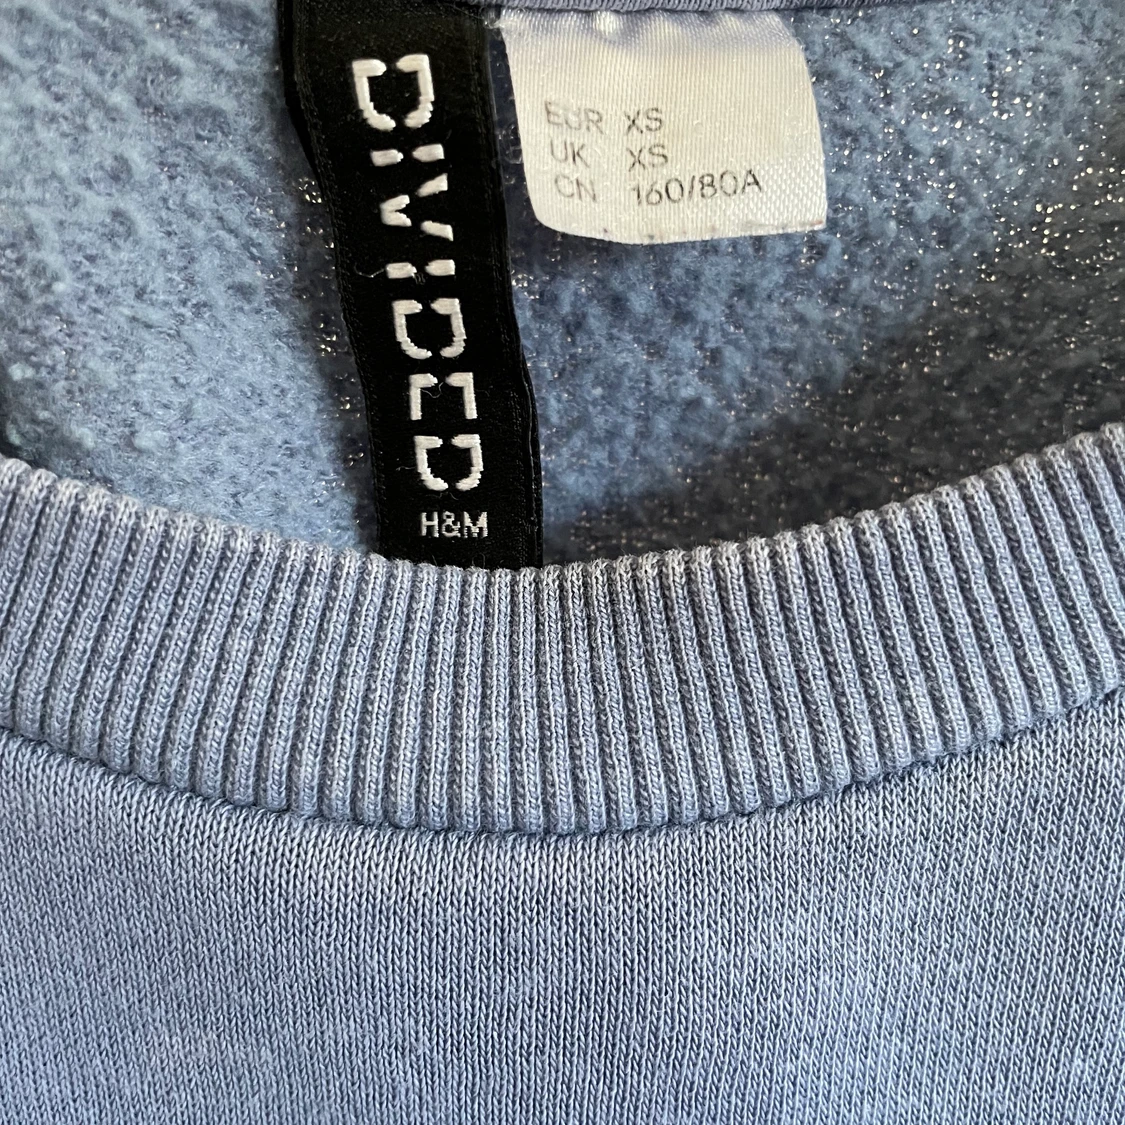 DIVIDED
H&M
EUR XS
UK XS
CN 160/80A